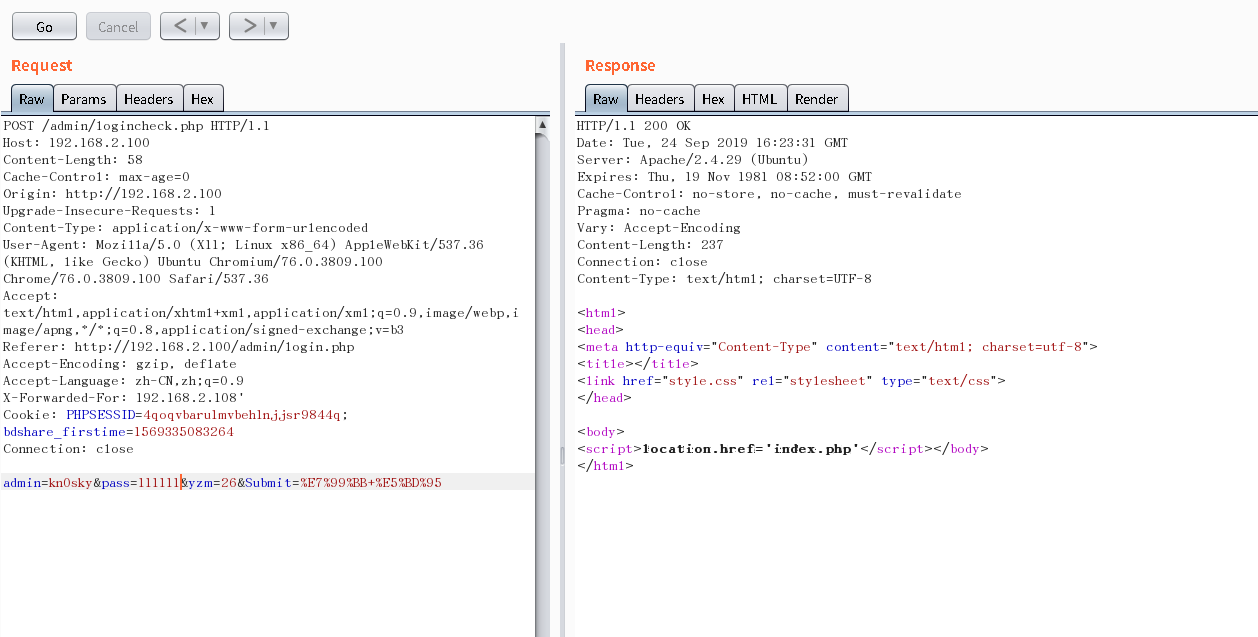 Go Cancel < ▼ > ▼
Request
Raw Params Headers Hex
POST /admin/logincheck.php HTTP/1.1
Host: 192.168.2.100
Content-Length: 58
Cache-Control: max-age=0
Origin: http://192.168.2.100
Upgrade-Insecure-Requests: 1
Content-Type: application/x-www-form-urlencoded
User-Agent: Mozilla/5.0 (X11; Linux x86_64) AppleWebKit/537.36
(KHTML, like Gecko) Ubuntu Chromium/76.0.3809.100
Chrome/76.0.3809.100 Safari/537.36
Accept:
text/html,application/xhtml+xml,application/xml;q=0.9,image/webp,i
mage/apng,*/*;q=0.8,application/signed-exchange;v=b3
Referer: http://192.168.2.100/admin/login.php
Accept-Encoding: gzip, deflate
Accept-Language: zh-CN,zh;q=0.9
X-Forwarded-For: 192.168.2.108'
Cookie: PHPSESSID=4qoqvbarulmvbehlnjjsr9844q;
bdshare_firstime=1569335083264
Connection: close
admin=kn0sky&pass=111111&yzm=26&Submit=%E7%99%BB+%E5%BD%95
Response
Raw Headers Hex HTML Render
HTTP/1.1 200 OK
Date: Tue, 24 Sep 2019 16:23:31 GMT
Server: Apache/2.4.29 (Ubuntu)
Expires: Thu, 19 Nov 1981 08:52:00 GMT
Cache-Control: no-store, no-cache, must-revalidate
Pragma: no-cache
Vary: Accept-Encoding
Content-Length: 237
Connection: close
Content-Type: text/html; charset=UTF-8
<html>
<head>
<meta http-equiv="Content-Type" content="text/html; charset=utf-8">
<title></title>
<link href="style.css" rel="stylesheet" type="text/css">
</head>
<body>
<script>location.href='index.php'</script></body>
</html>